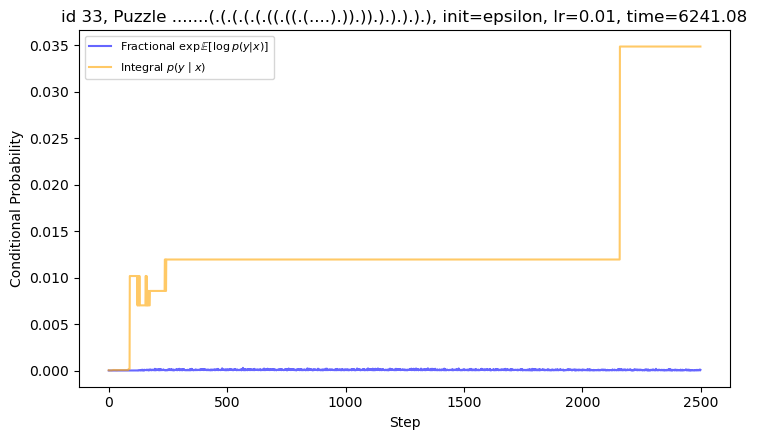 id 33, Puzzle .......(.(.(.(.(.((.((.(....).)).)).).).).).), init=epsilon, lr=0.01, time=6241.08
Fractional exp𝔼[log p(y|x)]
Integral p(y | x)
Conditional Probability
0.035
0.030
0.025
0.020
0.015
0.010
0.005
0.000
0 500 1000 1500 2000 2500
Step